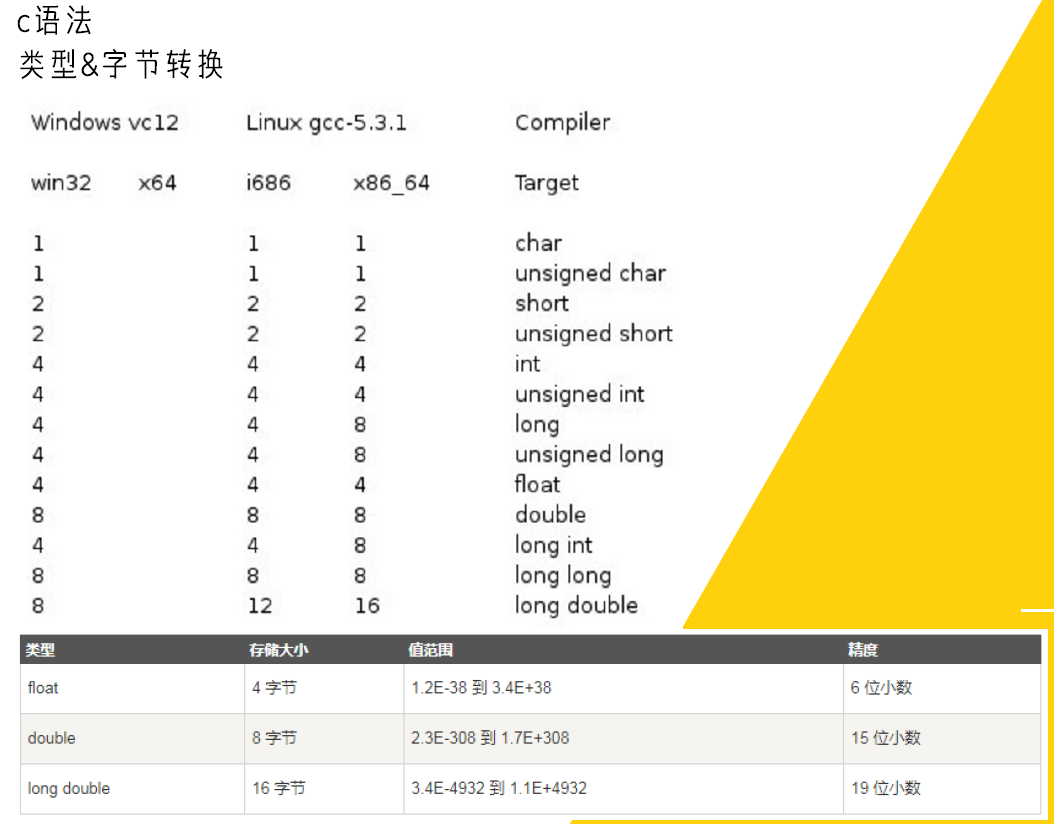 c语法
类型&字节转换
Windows vc12 Linux gcc-5.3.1 Compiler
win32 x64 i686 x86_64 Target
1 1 1 char
1 1 1 unsigned char
2 2 2 short
2 2 2 unsigned short
4 4 4 int
4 4 4 unsigned int
4 4 8 long
4 4 8 unsigned long
4 4 4 float
8 8 8 double
4 4 8 long int
8 8 8 long long
8 12 16 long double
类型 存储大小 值范围 精度
float 4 字节 1.2E-38 到 3.4E+38 6 位小数
double 8 字节 2.3E-308 到 1.7E+308 15 位小数
long double 16 字节 3.4E-4932 到 1.1E+4932 19 位小数